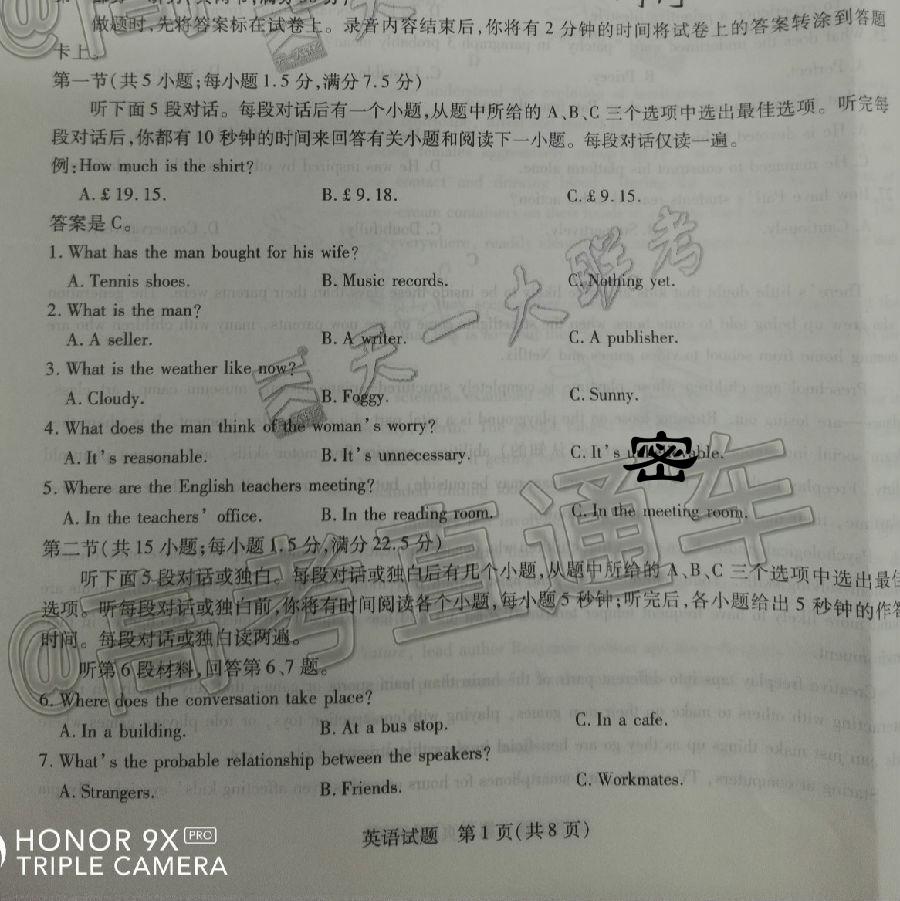 做题时,先将答案标在试卷上。录音内容结束后,你将有 2 分钟的时间将试卷上的答案转涂到答题
卡上。
第一节(共 5 小题;每小题 1.5 分,满分 7.5 分)
听下面 5 段对话。每段对话后有一个小题,从题中所给的 A、B、C 三个选项中选出最佳选项。听完每
段对话后,你都有 10 秒钟的时间来回答有关小题和阅读下一小题。每段对话仅读一遍。
例:How much is the shirt?
A. £ 19. 15. B. £ 9. 18. C. £ 9. 15.
答案是 C。
1. What has the man bought for his wife?
A. Tennis shoes. B. Music records. C. Nothing yet.
2. What is the man?
A. A seller. B. A writer. C. A publisher.
3. What is the weather like now?
A. Cloudy. B. Foggy. C. Sunny.
4. What does the man think of the woman's worry?
A. It's reasonable. B. It's unnecessary. C. It's
密
5. Where are the English teachers meeting?
A. In the teachers' office. B. In the reading room. C. In the meeting room.
第二节(共 15 小题;每小题 1.5 分,满分 22.5 分)
听下面 5 段对话或独白。每段对话或独白后有几个小题,从题中所给的 A、B、C 三个选项中选出最佳
选项。听每段对话或独白前,你将有时间阅读各个小题,每小题 5 秒钟;听完后,各小题给出 5 秒钟的作答
时间。每段对话或独白读两遍。
听第 6 段材料,回答第 6、7 题。
6. Where does the conversation take place?
A. In a building. B. At a bus stop. C. In a cafe.
7. What's the probable relationship between the speakers?
A. Strangers. B. Friends. C. Workmates.
英语试题 第 1 页(共 8 页)
天一大联考
@高考直通车
HONOR 9X PRO
TRIPLE CAMERA